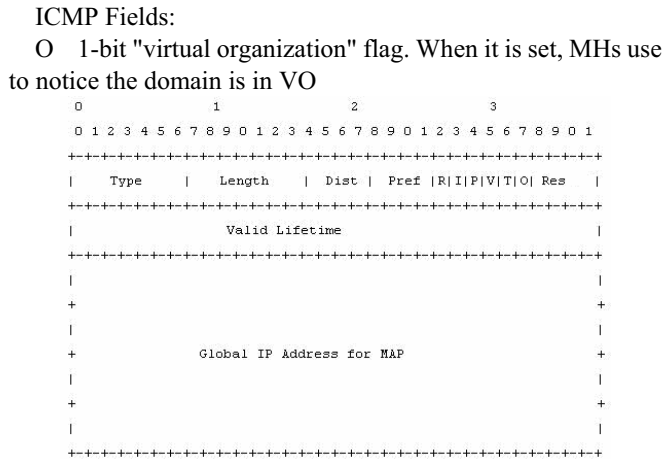 ICMP Fields:
O 1-bit "virtual organization" flag. When it is set, MHs use
to notice the domain is in VO
0 1 2 3
0 1 2 3 4 5 6 7 8 9 0 1 2 3 4 5 6 7 8 9 0 1 2 3 4 5 6 7 8 9 0 1
+-+-+-+-+-+-+-+-+-+-+-+-+-+-+-+-+-+-+-+-+-+-+-+-+-+-+-+-+-+-+-+-+
| Type | Length | Dist | Pref |R|I|P|V|T|O| Res |
+-+-+-+-+-+-+-+-+-+-+-+-+-+-+-+-+-+-+-+-+-+-+-+-+-+-+-+-+-+-+-+-+
| Valid Lifetime |
+-+-+-+-+-+-+-+-+-+-+-+-+-+-+-+-+-+-+-+-+-+-+-+-+-+-+-+-+-+-+-+-+
| |
+ +
| |
+ Global IP Address for MAP +
| |
+ +
| |
+-+-+-+-+-+-+-+-+-+-+-+-+-+-+-+-+-+-+-+-+-+-+-+-+-+-+-+-+-+-+-+-+